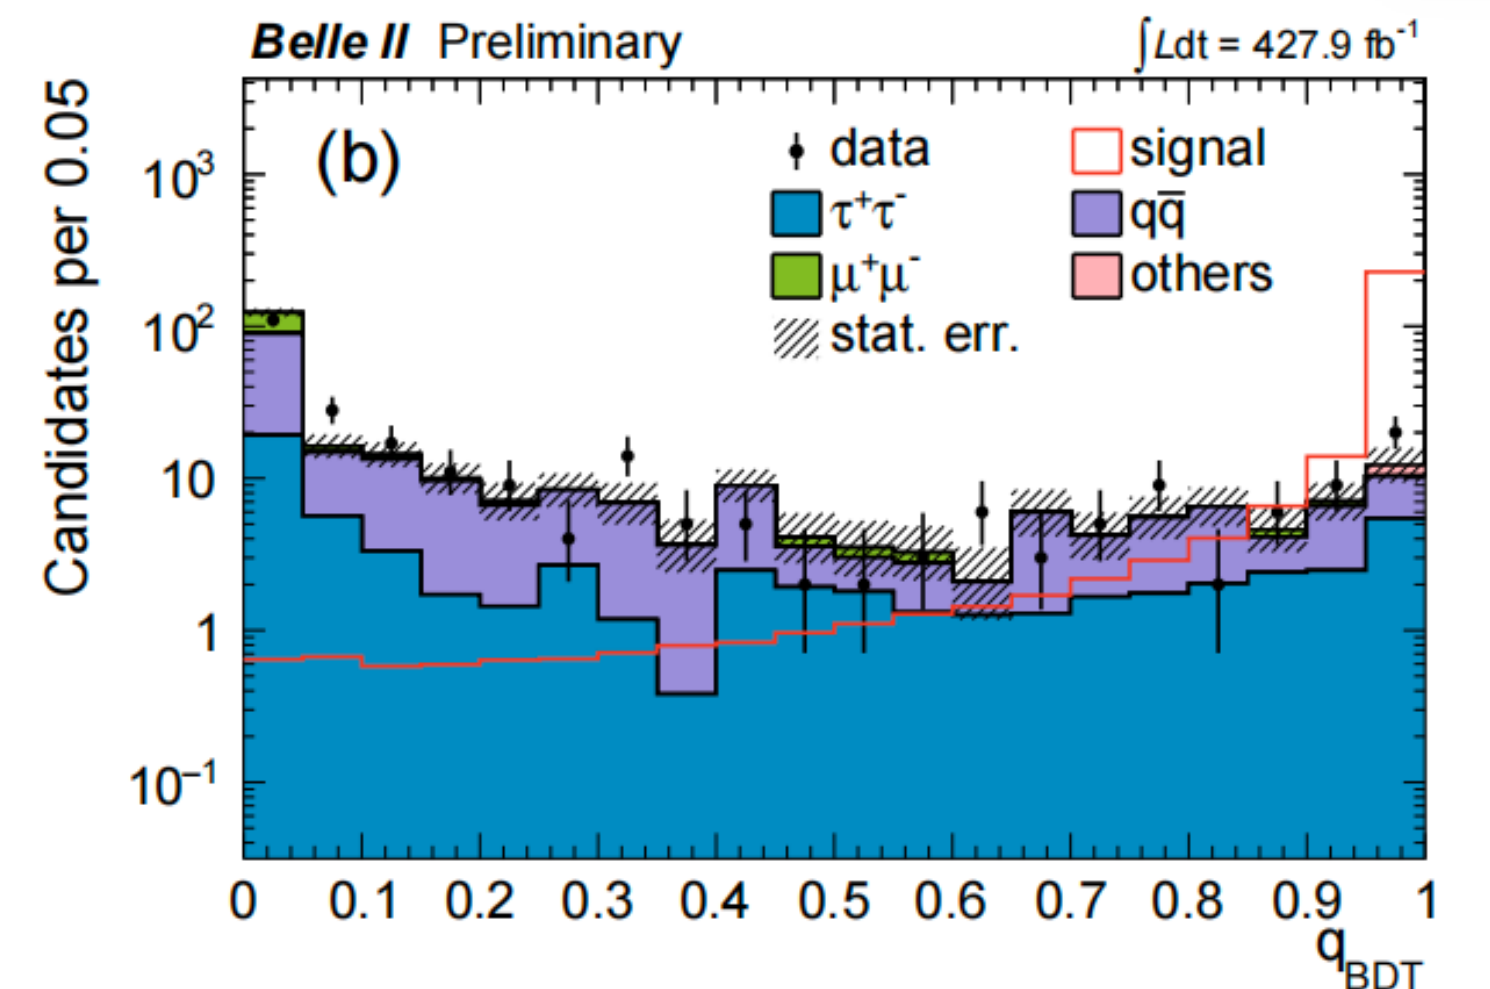 Belle II Preliminary ∫Ldt = 427.9 fb⁻¹
Candidates per 0.05
(b)
data
signal
τ⁺τ⁻
qq̅
μ⁺μ⁻
others
stat. err.
10³
10²
10
1
10⁻¹
0 0.1 0.2 0.3 0.4 0.5 0.6 0.7 0.8 0.9 1
q_BDT